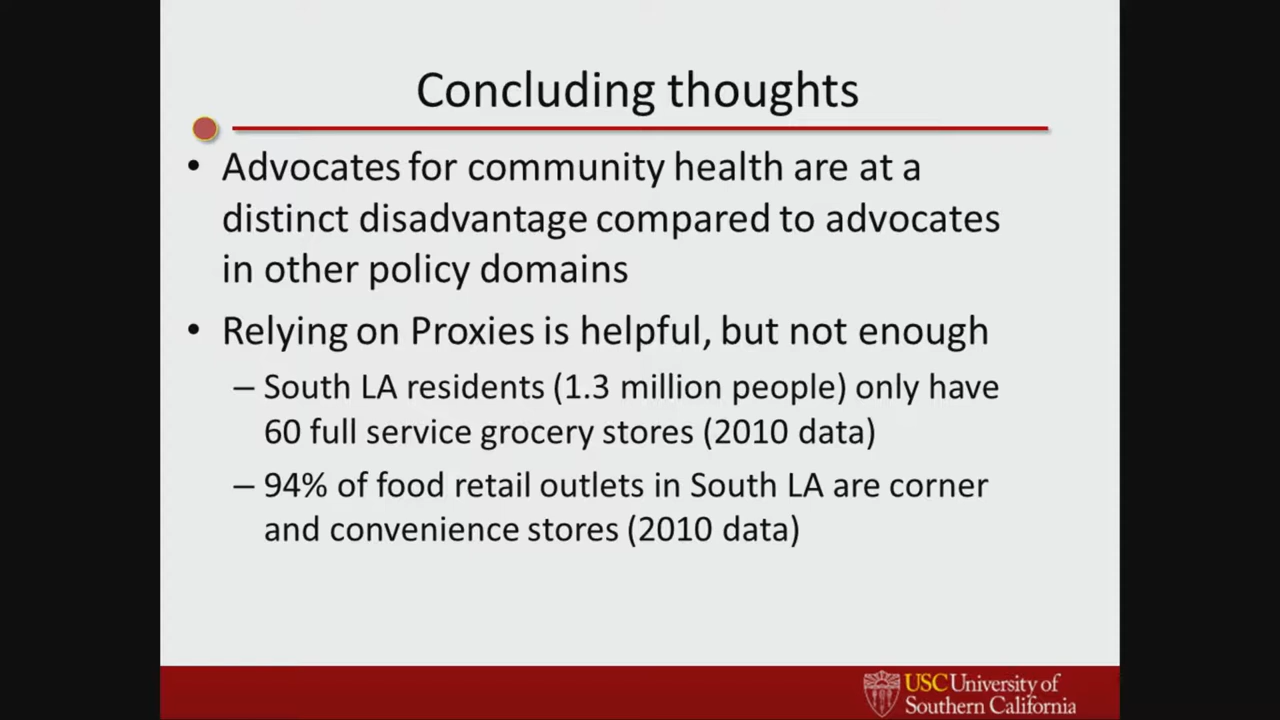 Concluding thoughts
• Advocates for community health are at a
distinct disadvantage compared to advocates
in other policy domains
• Relying on Proxies is helpful, but not enough
– South LA residents (1.3 million people) only have
60 full service grocery stores (2010 data)
– 94% of food retail outlets in South LA are corner
and convenience stores (2010 data)
USC University of
Southern California